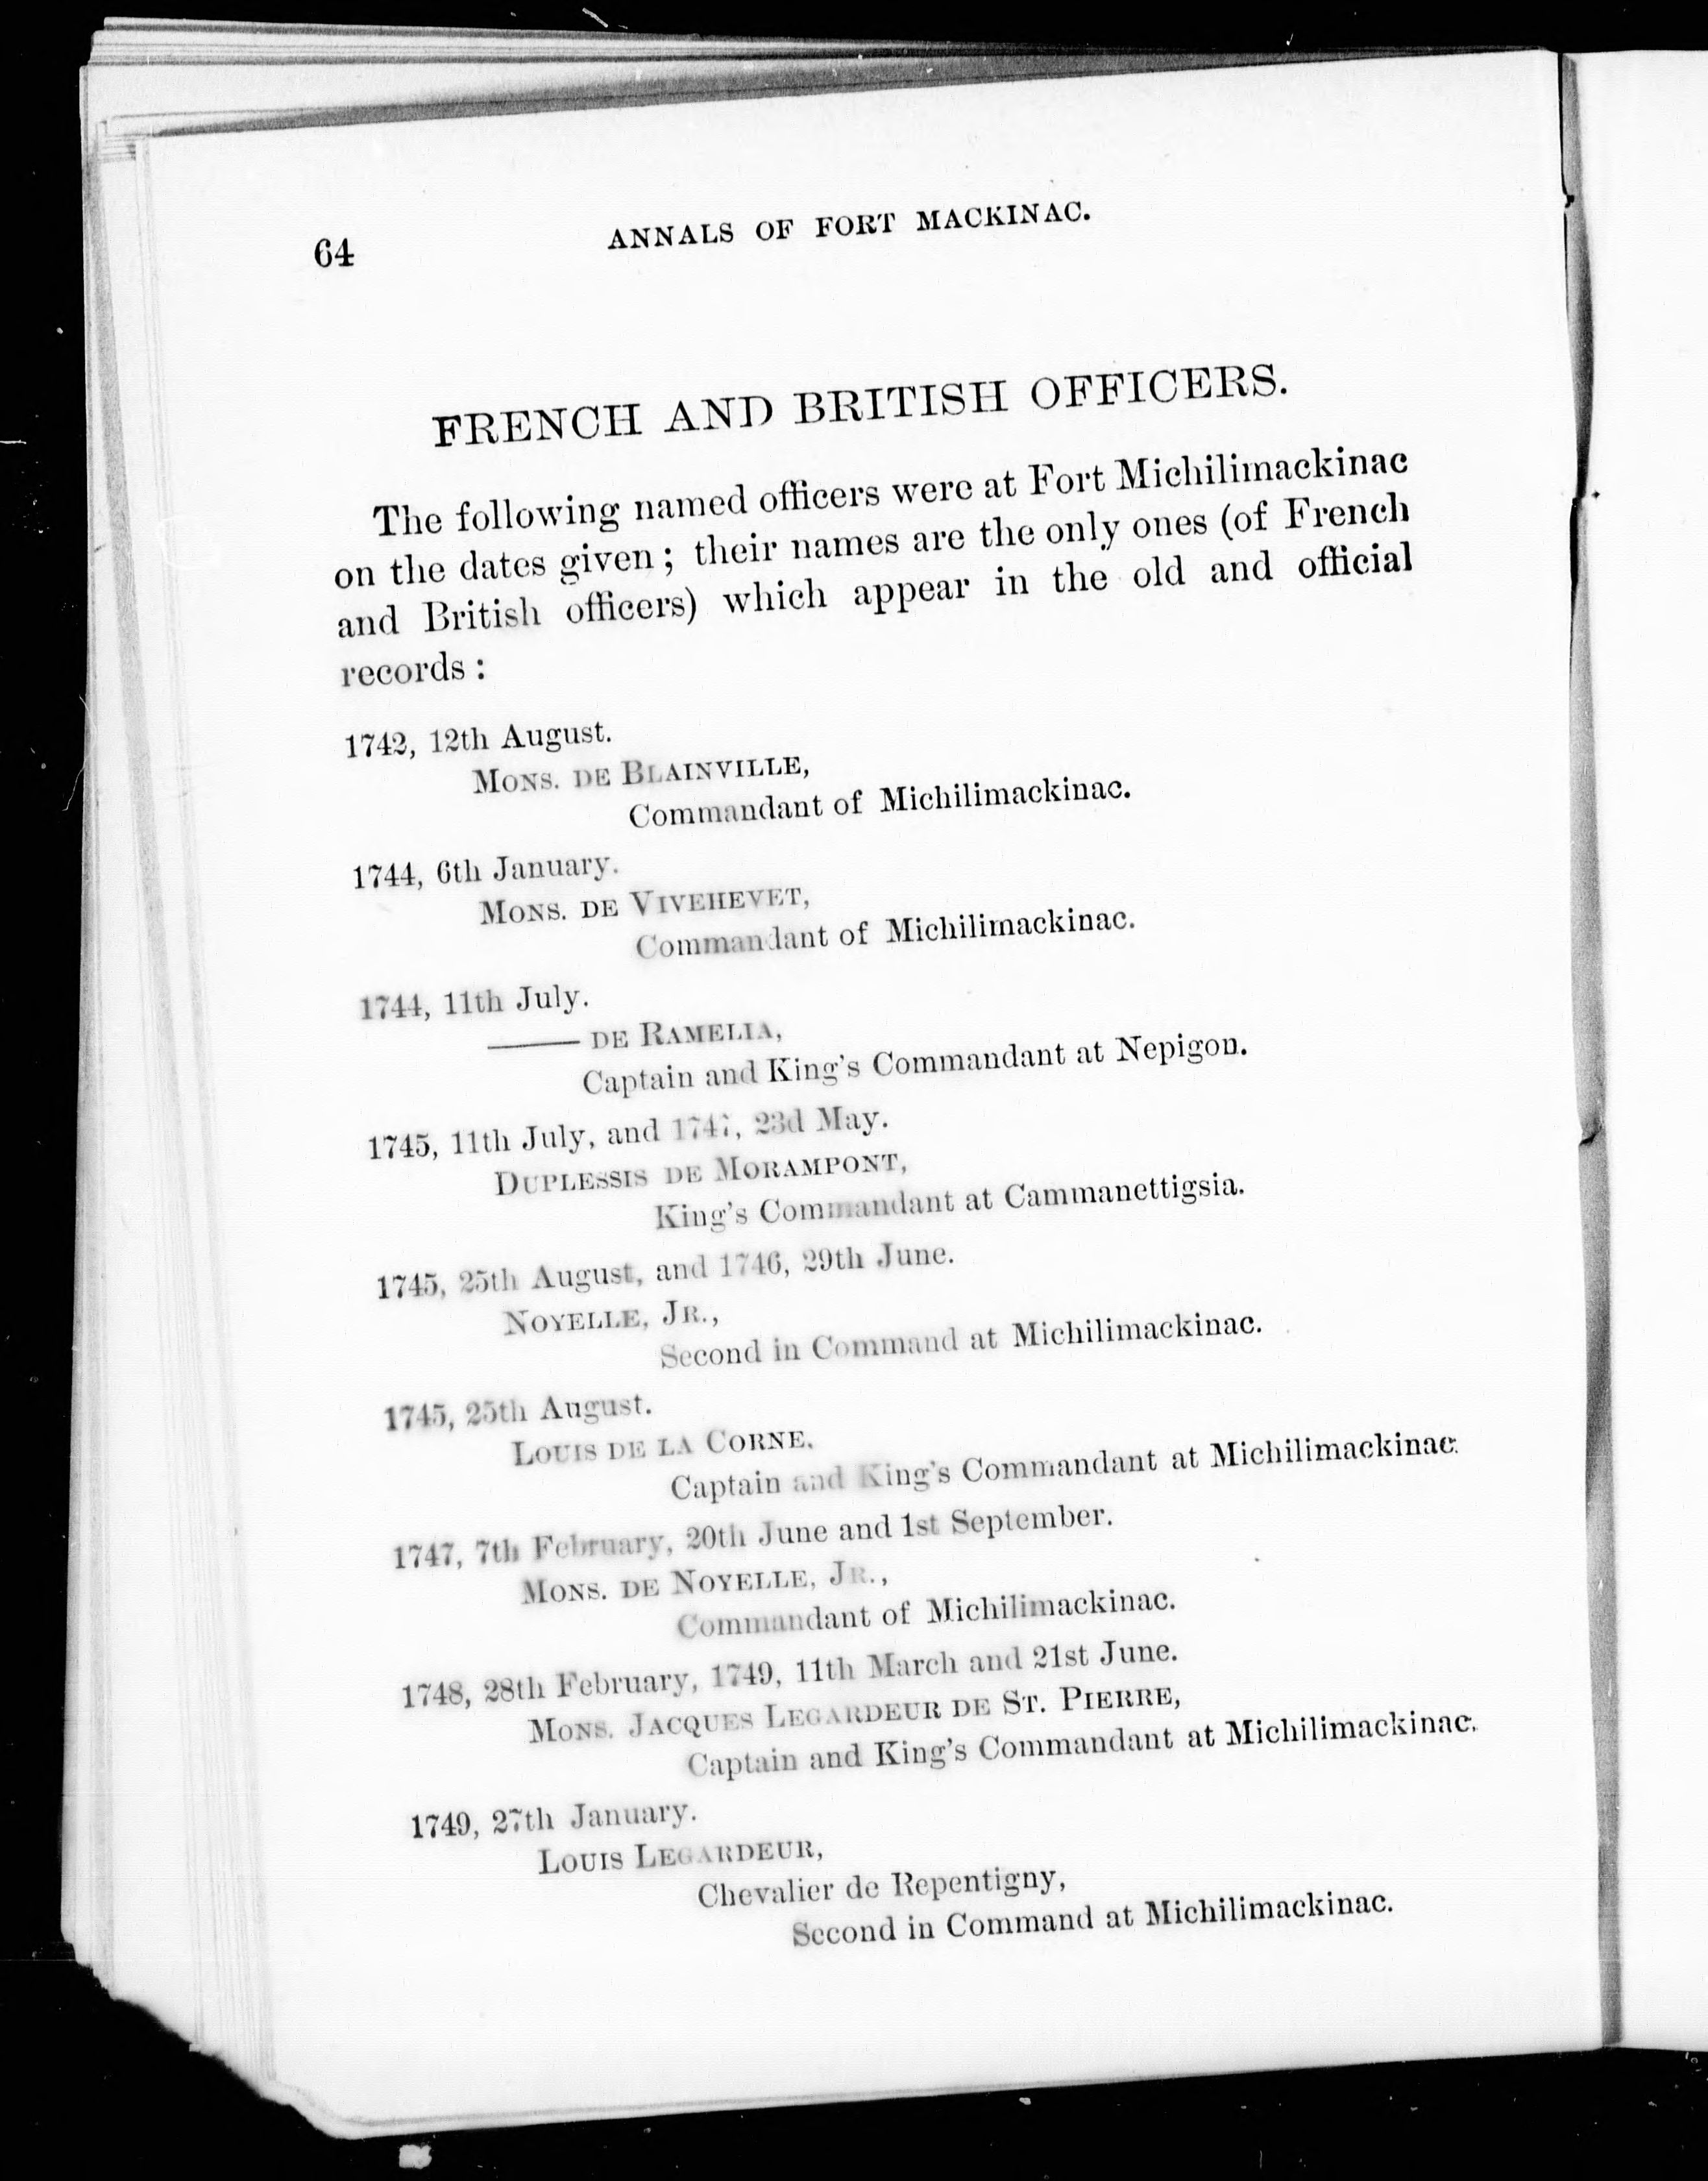 64
ANNALS OF FORT MACKINAC.
FRENCH AND BRITISH OFFICERS.
The following named officers were at Fort Michilimackinac
on the dates given; their names are the only ones (of French
and British officers) which appear in the old and official
records:
1742, 12th August.
MONS. DE BLAINVILLE,
Commandant of Michilimackinac.
1744, 6th January.
MONS. DE VIVEHEVET,
Commandant of Michilimackinac.
1744, 11th July.
—— DE RAMELIA,
Captain and King's Commandant at Nepigon.
1745, 11th July, and 1747, 23d May.
DUPLESSIS DE MORAMPONT,
King's Commandant at Cammanettigsia.
1745, 25th August, and 1746, 29th June.
NOYELLE, JR.,
Second in Command at Michilimackinac.
1745, 25th August.
LOUIS DE LA CORNE,
Captain and King's Commandant at Michilimackinac.
1747, 7th February, 20th June and 1st September.
MONS. DE NOYELLE, JR.,
Commandant of Michilimackinac.
1748, 28th February, 1749, 11th March and 21st June.
MONS. JACQUES LEGARDEUR DE ST. PIERRE,
Captain and King's Commandant at Michilimackinac.
1749, 27th January.
LOUIS LEGARDEUR,
Chevalier de Repentigny,
Second in Command at Michilimackinac.